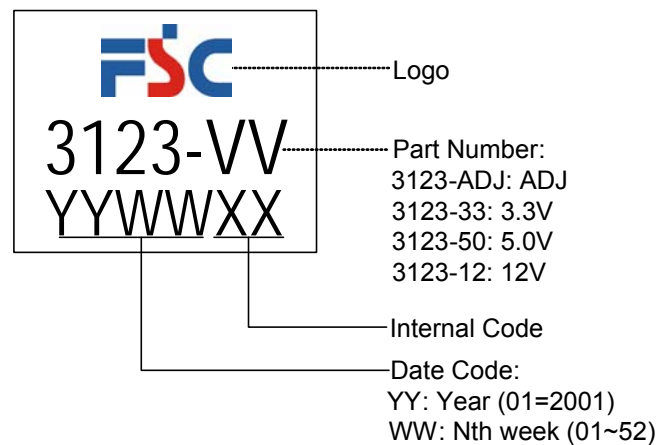 FSC
Logo
3123-VV
Part Number:
3123-ADJ: ADJ
3123-33: 3.3V
3123-50: 5.0V
3123-12: 12V
YYWWXX
Internal Code
Date Code:
YY: Year (01=2001)
WW: Nth week (01~52)